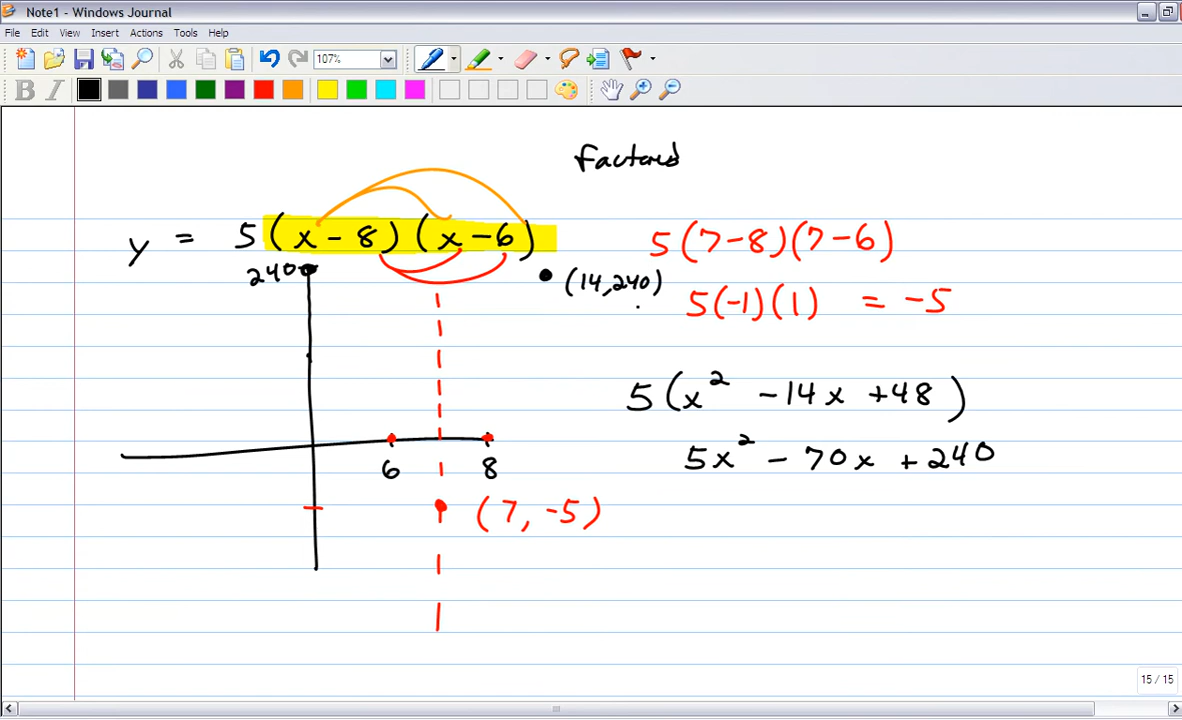 Note1 - Windows Journal
File Edit View Insert Actions Tools Help
107%
B I
Factored
y = 5(x-8)(x-6)
5(7-8)(7-6)
240
(14,240)
5(-1)(1) = -5
5(x² -14x +48)
5x² - 70x + 240
6 8
(7, -5)
15 / 15